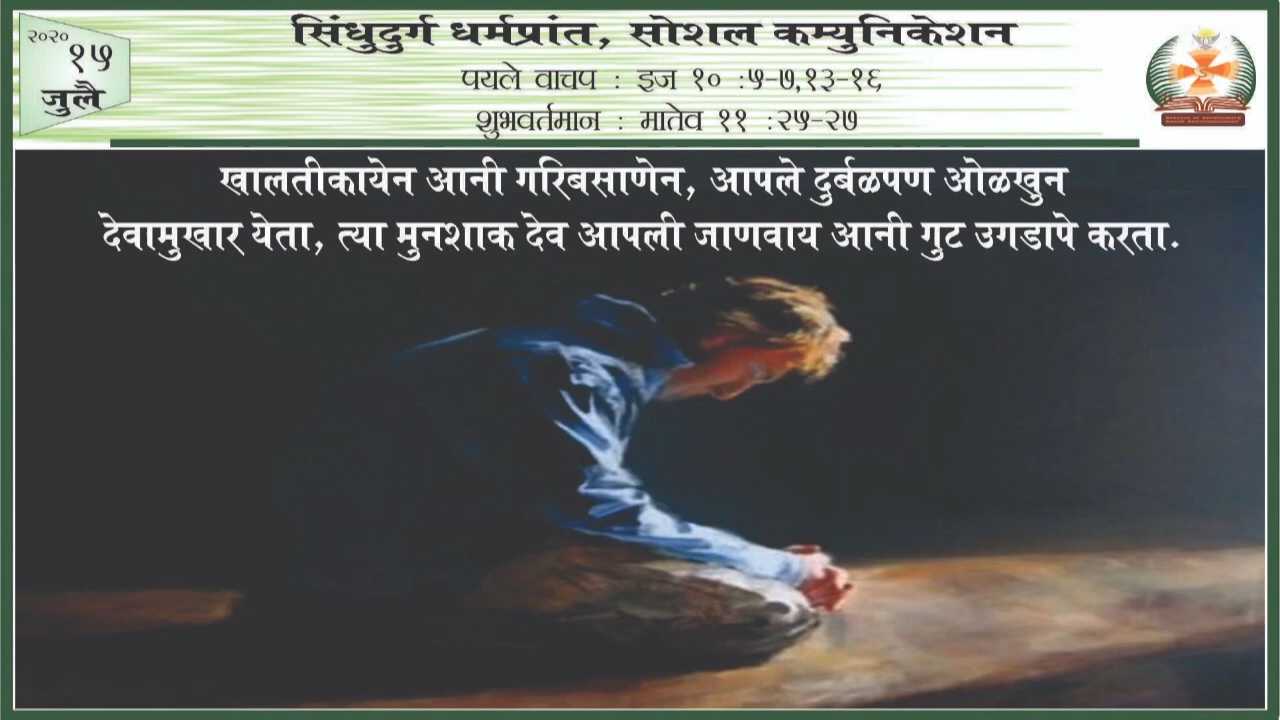 २०२०
१५
जुलै
सिंधुदुर्ग धर्मप्रांत, सोशल कम्युनिकेशन
पयले वाचप : इज १० :५-७,१३-१६
शुभवर्तमान : मातेव ११ :२५-२७
खालतीकायेन आनी गरिबसाणेन, आपले दुर्बळपण ओळखुन
देवामुखार येता, त्या मुनशाक देव आपली जाणवाय आनी गुट उगडापे करता.